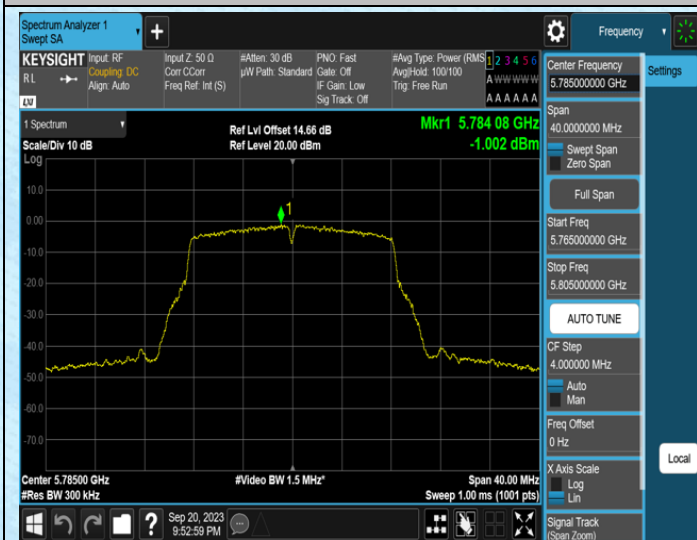 Spectrum Analyzer 1
Swept SA
+
Frequency
KEYSIGHT
RL
LXI
Input: RF
Coupling: DC
Align: Auto
Input Z: 50 Ω
Corr CCorr
Freq Ref: Int (S)
#Atten: 30 dB
µW Path: Standard
PNO: Fast
Gate: Off
IF Gain: Low
Sig Track: Off
#Avg Type: Power (RMS
Avg|Hold: 100/100
Trig: Free Run
1 2 3 4 5 6
A W W W W W
A A A A A A
1 Spectrum
Scale/Div 10 dB
Log
Ref Lvl Offset 14.66 dB
Ref Level 20.00 dBm
Mkr1 5.784 08 GHz
-1.002 dBm
10.0
0.00
-10.0
-20.0
-30.0
-40.0
-50.0
-60.0
-70.0
1
Center 5.78500 GHz
#Res BW 300 kHz
#Video BW 1.5 MHz*
Span 40.00 MHz
Sweep 1.00 ms (1001 pts)
?
Sep 20, 2023
9:52:59 PM
Center Frequency
5.785000000 GHz
Span
40.0000000 MHz
Swept Span
Zero Span
Full Span
Start Freq
5.765000000 GHz
Stop Freq
5.805000000 GHz
AUTO TUNE
CF Step
4.000000 MHz
Auto
Man
Freq Offset
0 Hz
X Axis Scale
Log
Lin
Signal Track
(Span Zoom)
Settings
Local